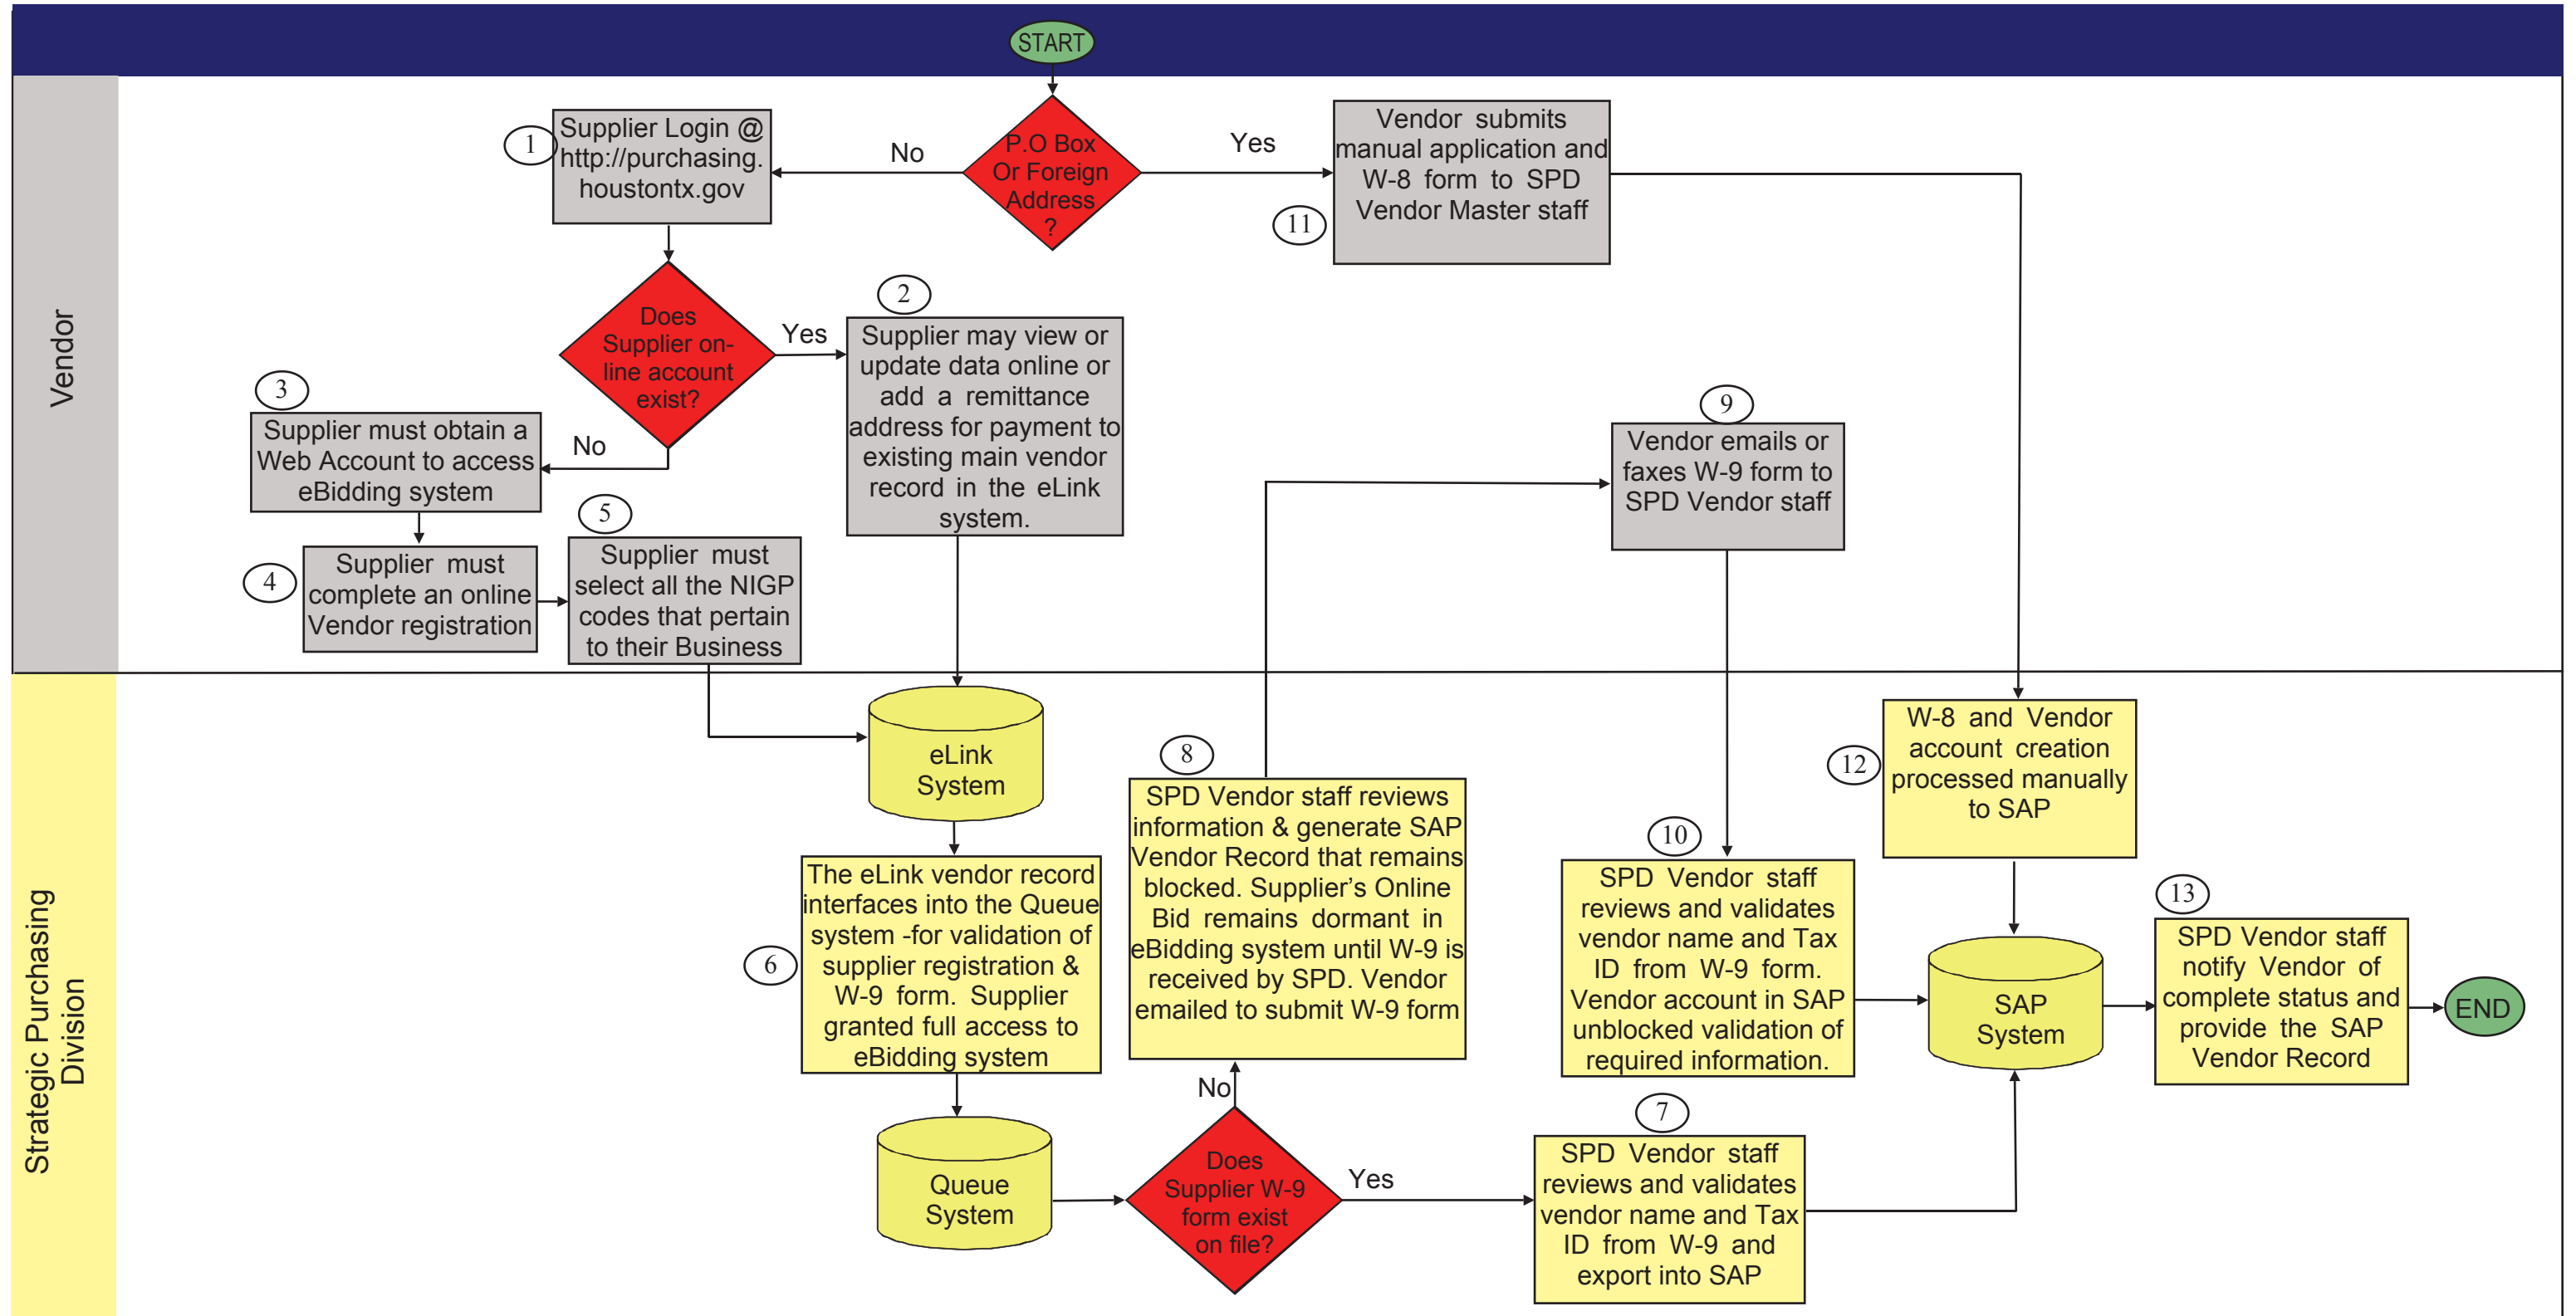 START
Vendor
1
Supplier Login @
http://purchasing.
houstontx.gov
No
P.O Box
Or Foreign
Address
?
Yes
11
Vendor submits
manual application and
W-8 form to SPD
Vendor Master staff
Does
Supplier on-
line account
exist?
Yes
No
2
Supplier may view or
update data online or
add a remittance
address for payment to
existing main vendor
record in the eLink
system.
3
Supplier must obtain a
Web Account to access
eBidding system
4
Supplier must
complete an online
Vendor registration
5
Supplier must
select all the NIGP
codes that pertain
to their Business
9
Vendor emails or
faxes W-9 form to
SPD Vendor staff
Strategic Purchasing
Division
eLink
System
6
The eLink vendor record
interfaces into the Queue
system -for validation of
supplier registration &
W-9 form. Supplier
granted full access to
eBidding system
Queue
System
8
SPD Vendor staff reviews
information & generate SAP
Vendor Record that remains
blocked. Supplier’s Online
Bid remains dormant in
eBidding system until W-9 is
received by SPD. Vendor
emailed to submit W-9 form
No
Does
Supplier W-9
form exist
on file?
Yes
7
SPD Vendor staff
reviews and validates
vendor name and Tax
ID from W-9 and
export into SAP
10
SPD Vendor staff
reviews and validates
vendor name and Tax
ID from W-9 form.
Vendor account in SAP
unblocked validation of
required information.
12
W-8 and Vendor
account creation
processed manually
to SAP
SAP
System
13
SPD Vendor staff
notify Vendor of
complete status and
provide the SAP
Vendor Record
END